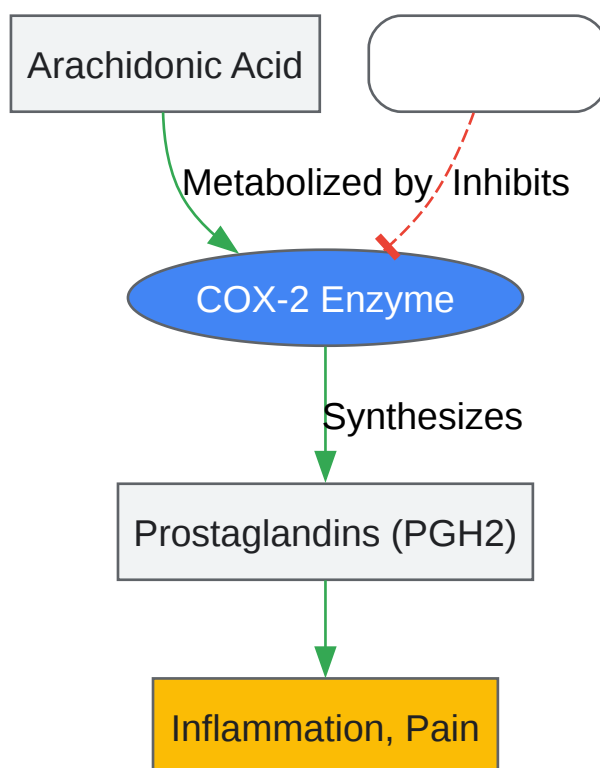 Arachidonic Acid
Metabolized by
Inhibits
COX-2 Enzyme
Synthesizes
Prostaglandins (PGH2)
Inflammation, Pain